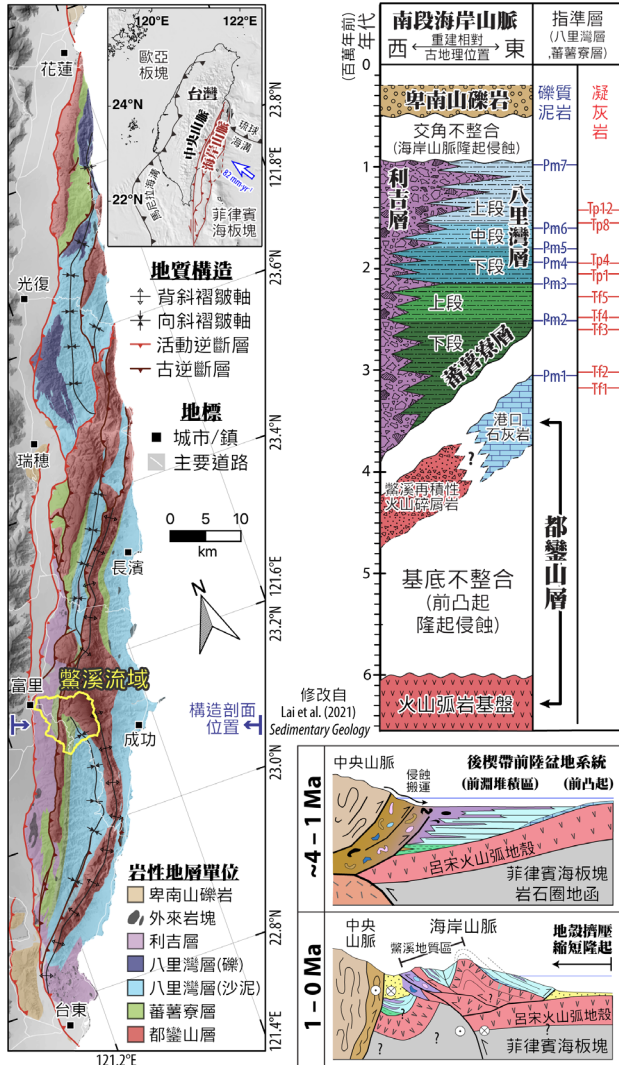 120°E
122°E
花蓮
歐亞
板塊
台灣
24°N
中央山脈
海岸山脈
琉球
海溝
82 mm·yr⁻¹
22°N
馬尼拉海溝
菲律賓
海板塊
23.8°N
121.8°E
23.6°N
地質構造
背斜褶皺軸
向斜褶皺軸
活動逆斷層
古逆斷層
光復
地標
城市/鎮
主要道路
瑞穗
23.4°N
0 5 10
km
長濱
121.6°E
23.2°N
N
鱉溪流域
富里
構造剖面
位置
成功
23.0°N
岩性地層單位
卑南山礫岩
外來岩塊
利吉層
八里灣層(礫)
八里灣層(沙泥)
蕃薯寮層
都鑾山層
22.8°N
台東
121.4°E
121.2°E
(百萬年前)
年代
南段海岸山脈
西 重建相對 東
古地理位置
指準層
(八里灣層
,蕃薯寮層)
0
卑南山礫岩
礫質
泥岩
凝灰岩
交角不整合
(海岸山脈隆起侵蝕)
1
Pm7
利吉層
八里灣層
上段
Tp12
Tp8
中段
Pm6
Pm5
下段
Pm4
Tp4
Tp1
2
Pm3
上段
Tf5
Tf4
Pm2
Tf3
下段
蕃薯寮層
3
Pm1
Tf2
Tf1
港口
石灰岩
?
4
鱉溪再積性
火山碎屑岩
都鑾山層
5
基底不整合
(前凸起
隆起侵蝕)
6
火山弧岩基盤
修改自
Lai et al. (2021)
Sedimentary Geology
~4 – 1 Ma
中央山脈
侵蝕
搬運
後楔帶前陸盆地系統
(前淵堆積區) (前凸起)
呂宋火山弧地殼
菲律賓海板塊
岩石圈地函
1 – 0 Ma
中央
山脈
海岸山脈
鱉溪地質區
地殼擠壓
縮短隆起
呂宋火山弧地殼
?
?
?
?
菲律賓海板塊